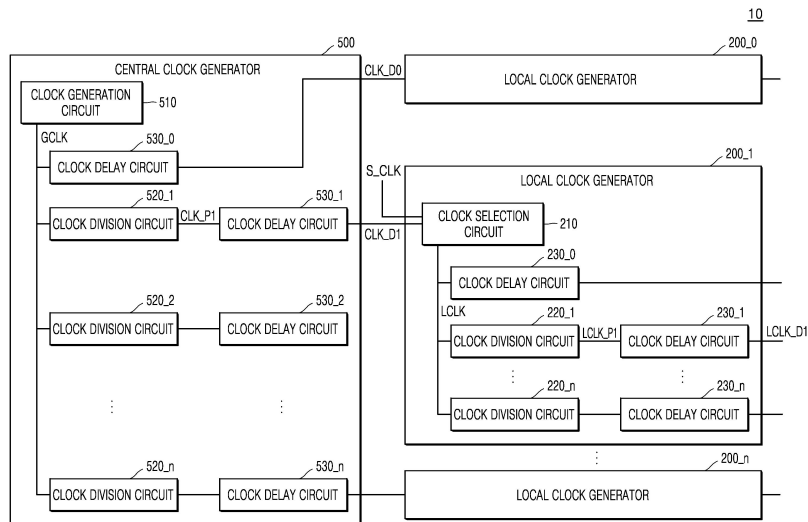 10
500
CENTRAL CLOCK GENERATOR
CLOCK GENERATION
CIRCUIT
510
GCLK
530_0
CLOCK DELAY CIRCUIT
520_1
CLOCK DIVISION CIRCUIT
CLK_P1
530_1
CLOCK DELAY CIRCUIT
520_2
CLOCK DIVISION CIRCUIT
530_2
CLOCK DELAY CIRCUIT
520_n
CLOCK DIVISION CIRCUIT
530_n
CLOCK DELAY CIRCUIT
CLK_D0
200_0
LOCAL CLOCK GENERATOR
S_CLK
CLK_D1
200_1
LOCAL CLOCK GENERATOR
CLOCK SELECTION
CIRCUIT
210
230_0
CLOCK DELAY CIRCUIT
LCLK
220_1
CLOCK DIVISION CIRCUIT
LCLK_P1
230_1
CLOCK DELAY CIRCUIT
LCLK_D1
220_n
CLOCK DIVISION CIRCUIT
230_n
CLOCK DELAY CIRCUIT
200_n
LOCAL CLOCK GENERATOR